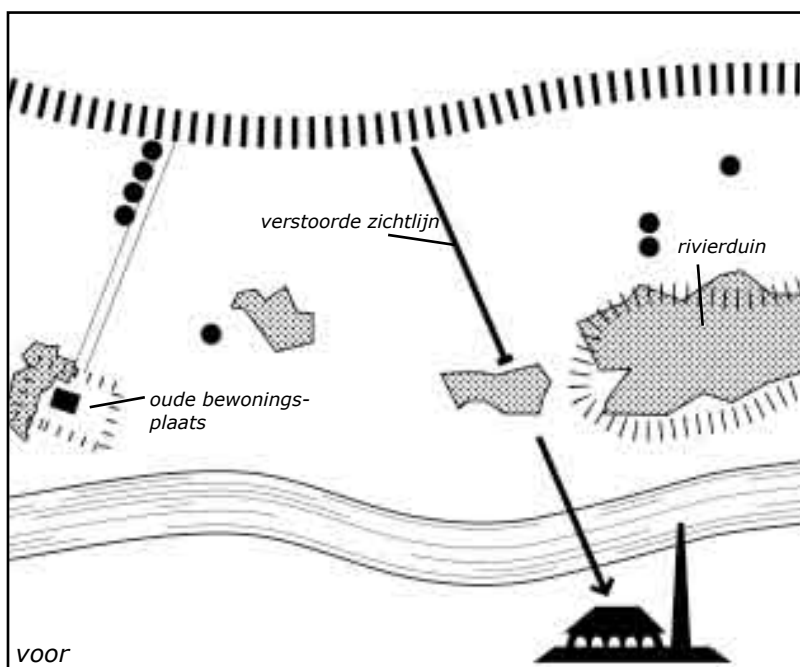 verstoorde zichtlijn
rivierduin
oude bewonings-
plaats
voor